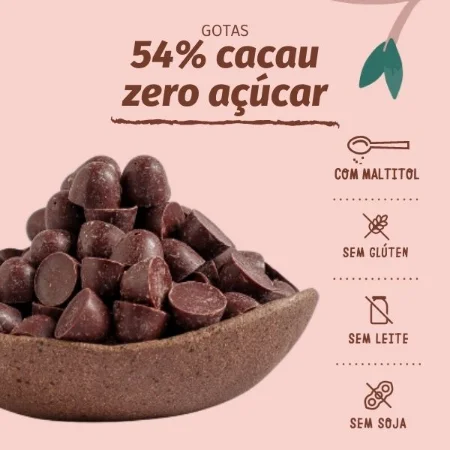 GOTAS
54% cacau
zero açúcar
COM MALTITOL
SEM GLÚTEN
SEM LEITE
SEM SOJA